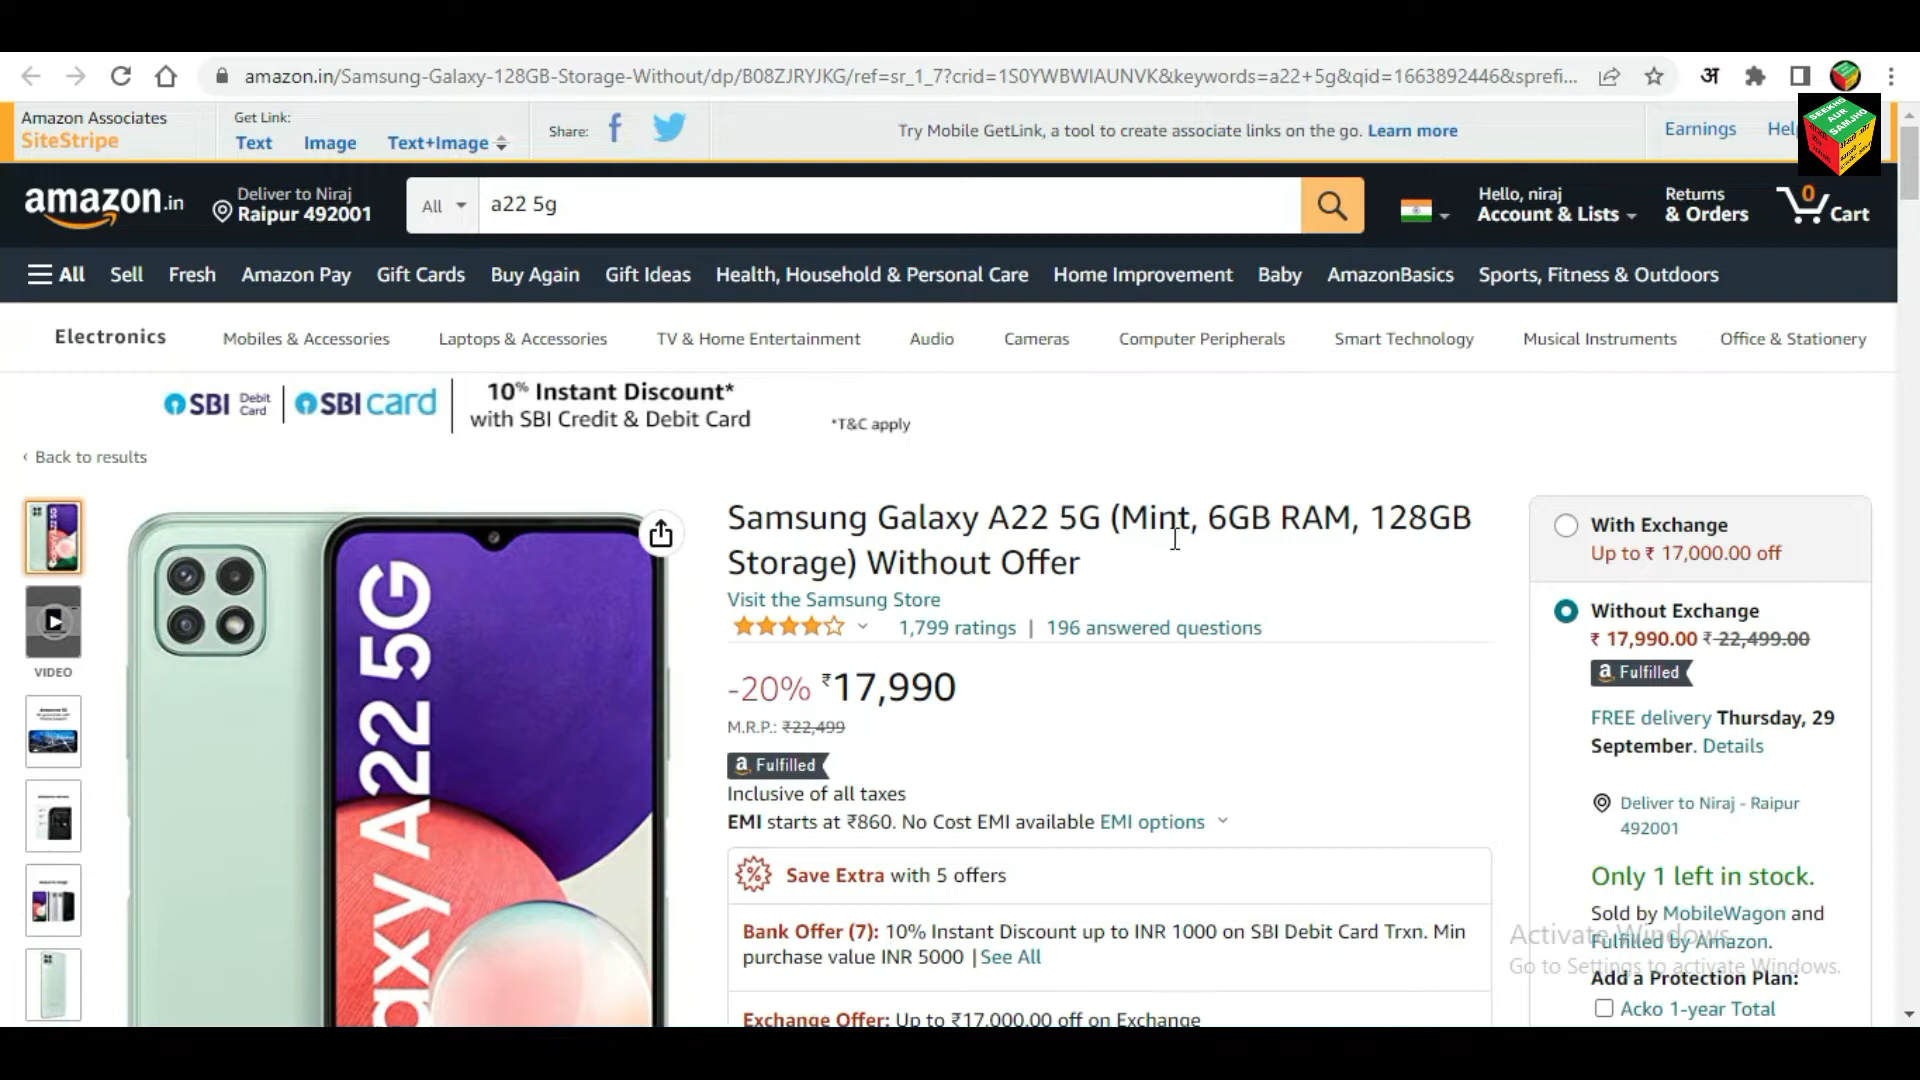 amazon.in/Samsung-Galaxy-128GB-Storage-Without/dp/B08ZJRYJKG/ref=sr_1_7?crid=1S0YWBWIAUNVK&keywords=a22+5g&qid=1663892446&sprefi...
अ
Amazon Associates
SiteStripe
Get Link:
Text Image Text+Image
Share:
Try Mobile GetLink, a tool to create associate links on the go. Learn more
Earnings
SEEKHO
AUR
SAMJHO
amazon.in
Deliver to Niraj
Raipur 492001
All
a22 5g
Hello, niraj
Account & Lists
Returns
& Orders
0
Cart
All Sell Fresh Amazon Pay Gift Cards Buy Again Gift Ideas Health, Household & Personal Care Home Improvement Baby AmazonBasics Sports, Fitness & Outdoors
Electronics Mobiles & Accessories Laptops & Accessories TV & Home Entertainment Audio Cameras Computer Peripherals Smart Technology Musical Instruments Office & Stationery
SBI Debit Card SBI card
10% Instant Discount*
with SBI Credit & Debit Card
*T&C apply
‹ Back to results
VIDEO
axy A22 5G
Samsung Galaxy A22 5G (Mint, 6GB RAM, 128GB
Storage) Without Offer
Visit the Samsung Store
1,799 ratings | 196 answered questions
-20% ₹17,990
M.R.P.: ₹22,499
a Fulfilled
Inclusive of all taxes
EMI starts at ₹860. No Cost EMI available EMI options
Save Extra with 5 offers
Bank Offer (7): 10% Instant Discount up to INR 1000 on SBI Debit Card Trxn. Min
purchase value INR 5000 | See All
Exchange Offer: Up to ₹17,000.00 off on Exchange
With Exchange
Up to ₹ 17,000.00 off
Without Exchange
₹ 17,990.00 ₹ 22,499.00
a Fulfilled
FREE delivery Thursday, 29
September. Details
Deliver to Niraj - Raipur
492001
Only 1 left in stock.
Sold by MobileWagon and
Fulfilled by Amazon.
Activate Windows
Go to Settings to activate Windows.
Add a Protection Plan:
Acko 1-year Total